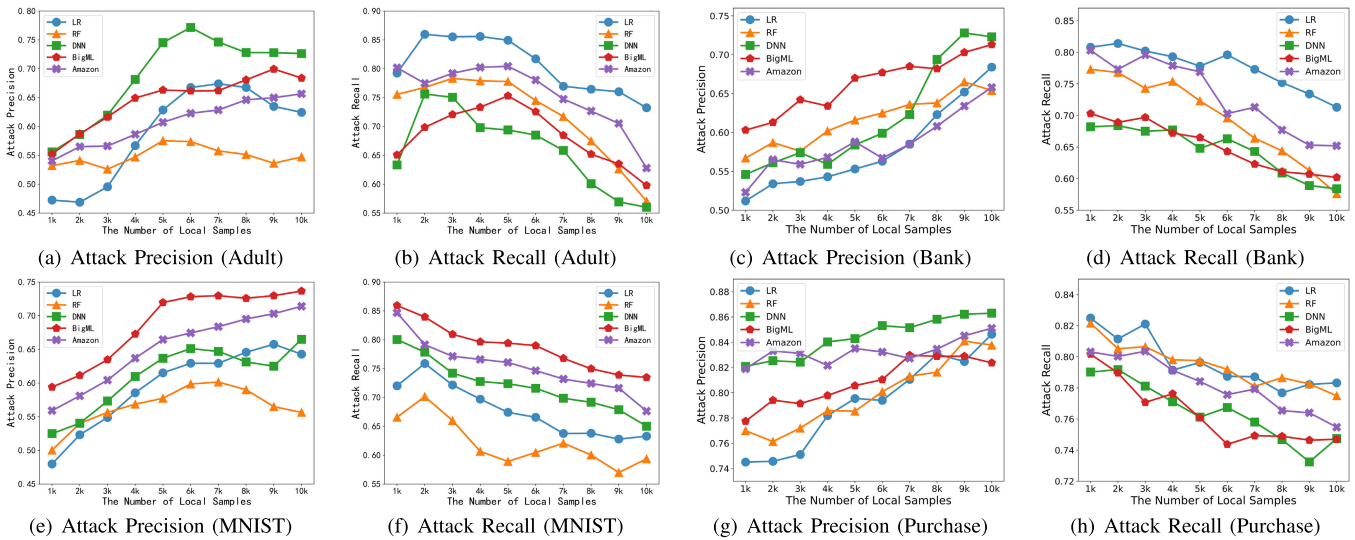 Attack Precision
0.80
0.75
0.70
0.65
0.60
0.55
0.50
0.45
LR
RF
DNN
BigML
Amazon
1k 2k 3k 4k 5k 6k 7k 8k 9k 10k
The Number of Local Samples
(a) Attack Precision (Adult)
Attack Recall
0.90
0.85
0.80
0.75
0.70
0.65
0.60
0.55
LR
RF
DNN
BigML
Amazon
1k 2k 3k 4k 5k 6k 7k 8k 9k 10k
The Number of Local Samples
(b) Attack Recall (Adult)
Attack Precision
0.75
0.70
0.65
0.60
0.55
0.50
LR
RF
DNN
BigML
Amazon
1k 2k 3k 4k 5k 6k 7k 8k 9k 10k
The Number of Local Samples
(c) Attack Precision (Bank)
Attack Recall
0.85
0.80
0.75
0.70
0.65
0.60
0.55
LR
RF
DNN
BigML
Amazon
1k 2k 3k 4k 5k 6k 7k 8k 9k 10k
The Number of Local Samples
(d) Attack Recall (Bank)
Attack Precision
0.75
0.70
0.65
0.60
0.55
0.50
0.45
LR
RF
DNN
BigML
Amazon
1k 2k 3k 4k 5k 6k 7k 8k 9k 10k
The Number of Local Samples
(e) Attack Precision (MNIST)
Attack Recall
0.90
0.85
0.80
0.75
0.70
0.65
0.60
0.55
LR
RF
DNN
BigML
Amazon
1k 2k 3k 4k 5k 6k 7k 8k 9k 10k
The Number of Local Samples
(f) Attack Recall (MNIST)
Attack Precision
0.88
0.86
0.84
0.82
0.80
0.78
0.76
0.74
LR
RF
DNN
BigML
Amazon
1k 2k 3k 4k 5k 6k 7k 8k 9k 10k
The Number of Local Samples
(g) Attack Precision (Purchase)
Attack Recall
0.84
0.82
0.80
0.78
0.76
0.74
0.72
LR
RF
DNN
BigML
Amazon
1k 2k 3k 4k 5k 6k 7k 8k 9k 10k
The Number of Local Samples
(h) Attack Recall (Purchase)